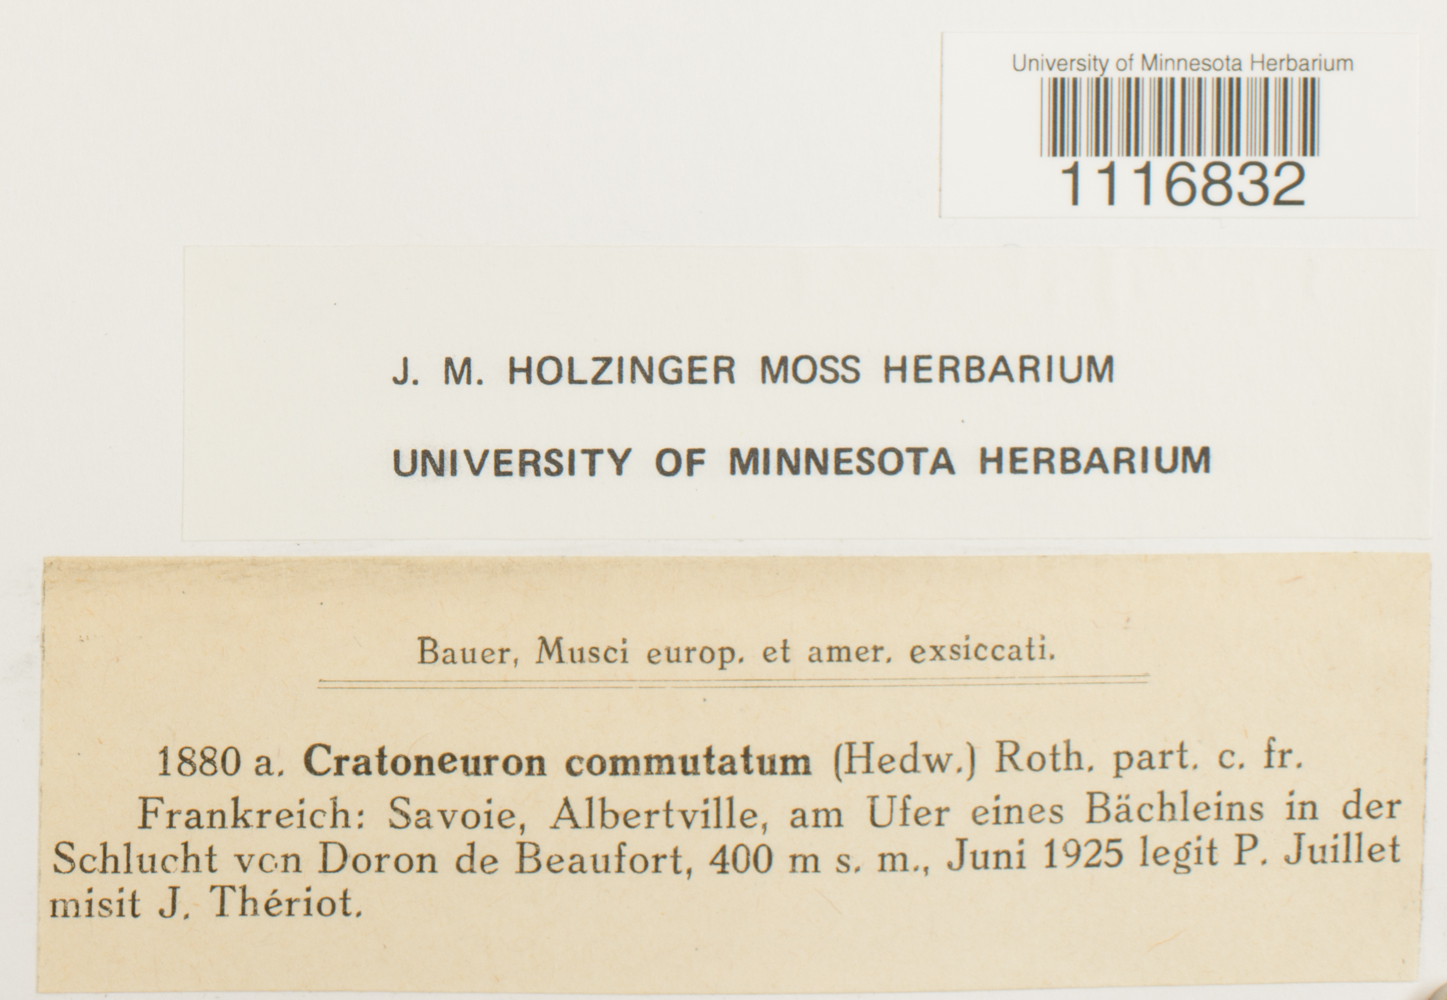 University of Minnesota Herbarium
1116832
J. M. HOLZINGER MOSS HERBARIUM
UNIVERSITY OF MINNESOTA HERBARIUM
Bauer, Musci europ. et amer. exsiccati.
1880 a. Cratoneuron commutatum (Hedw.) Roth. part. c. fr.
Frankreich: Savoie, Albertville, am Ufer eines Bächleins in der
Schlucht von Doron de Beaufort, 400 m s. m., Juni 1925 legit P. Juillet
misit J. Thériot.